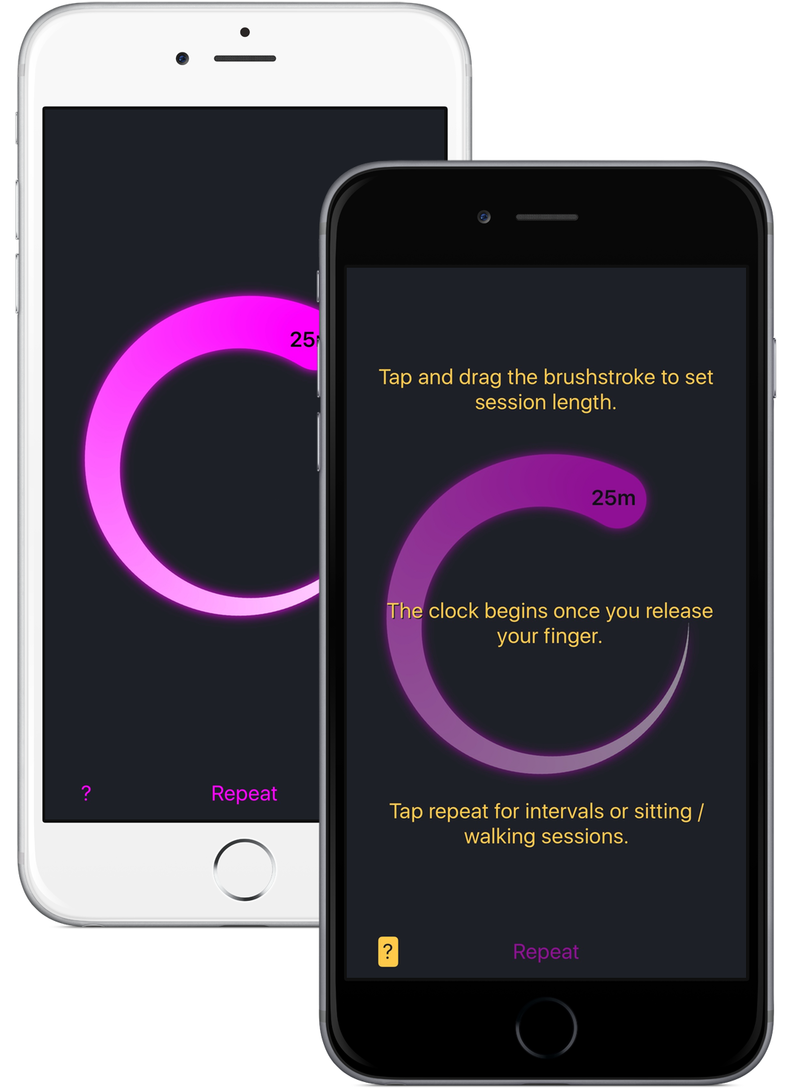 25
?
Repeat
Tap and drag the brushstroke to set
session length.
25m
The clock begins once you release
your finger.
Tap repeat for intervals or sitting /
walking sessions.
?
Repeat